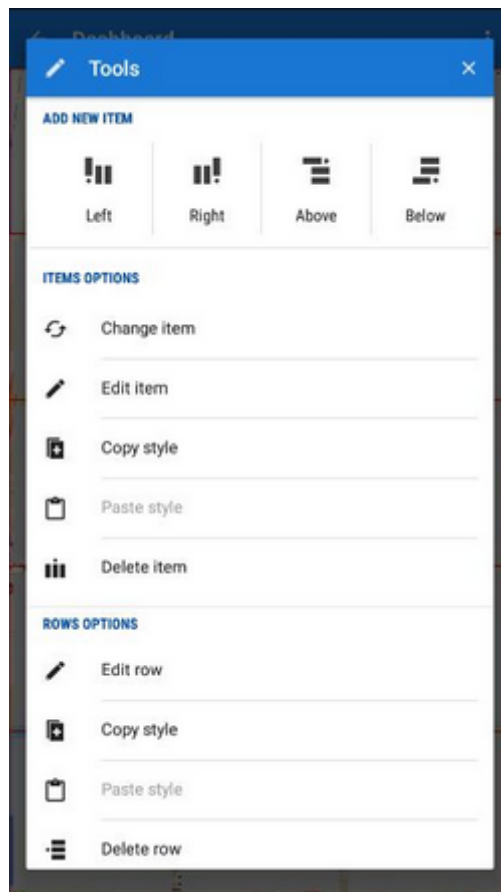 Dashboard
Tools
ADD NEW ITEM
Left Right Above Below
ITEMS OPTIONS
Change item
Edit item
Copy style
Paste style
Delete item
ROWS OPTIONS
Edit row
Copy style
Paste style
Delete row